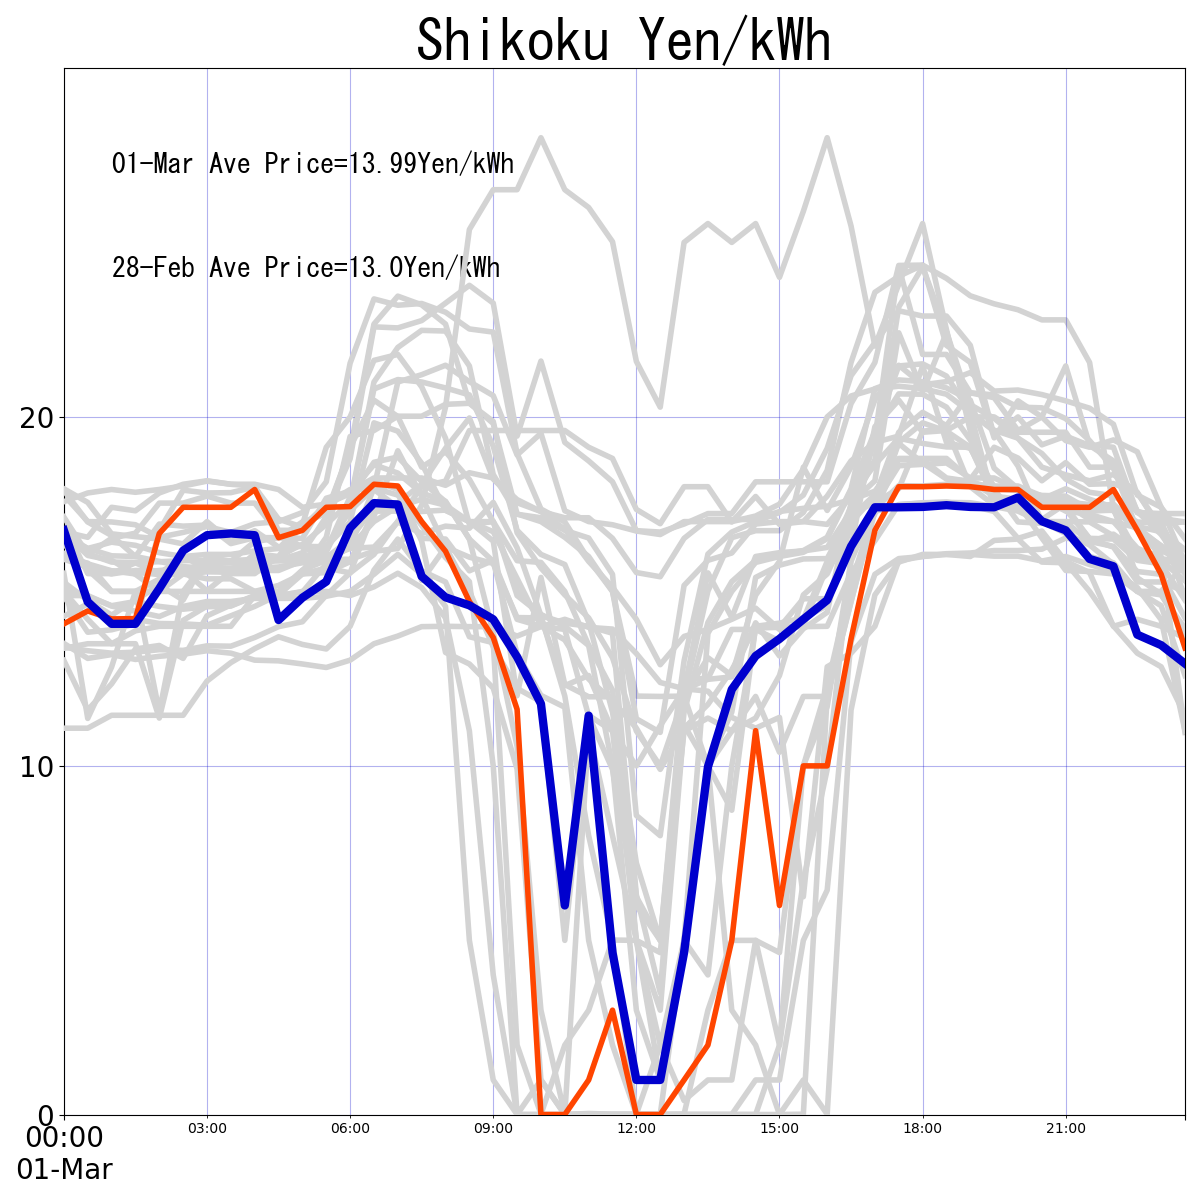 Shikoku Yen/kWh
01-Mar Ave Price=13.99Yen/kWh
28-Feb Ave Price=13.0Yen/kWh
20
10
0
00:00 03:00 06:00 09:00 12:00 15:00 18:00 21:00
01-Mar